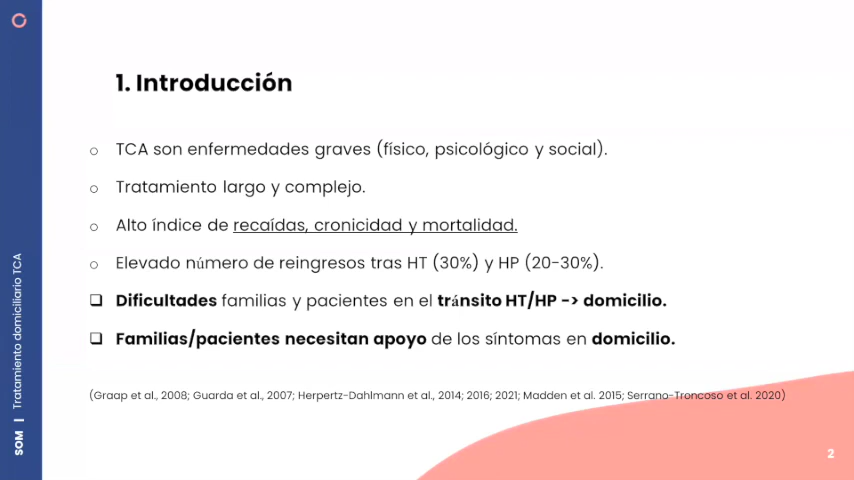 1. Introducción
o TCA son enfermedades graves (físico, psicológico y social).
o Tratamiento largo y complejo.
o Alto índice de recaídas, cronicidad y mortalidad.
o Elevado número de reingresos tras HT (30%) y HP (20-30%).
❑ Dificultades familias y pacientes en el tránsito HT/HP -> domicilio.
❑ Familias/pacientes necesitan apoyo de los síntomas en domicilio.
(Graap et al., 2008; Guarda et al., 2007; Herpertz-Dahlmann et al., 2014; 2016; 2021; Madden et al. 2015; Serrano-Troncoso et al. 2020)
SOM | Tratamiento domiciliario TCA
2